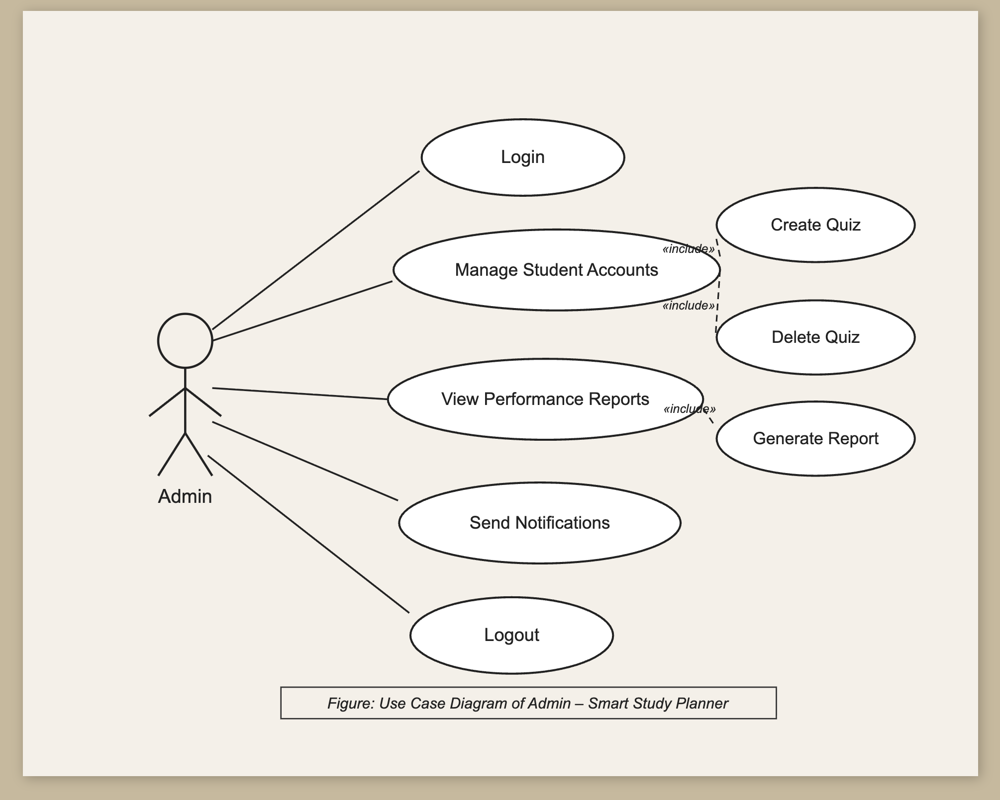 Login
Create Quiz
«include»
Manage Student Accounts
«include»
Delete Quiz
View Performance Reports
«include»
Generate Report
Admin
Send Notifications
Logout
Figure: Use Case Diagram of Admin – Smart Study Planner